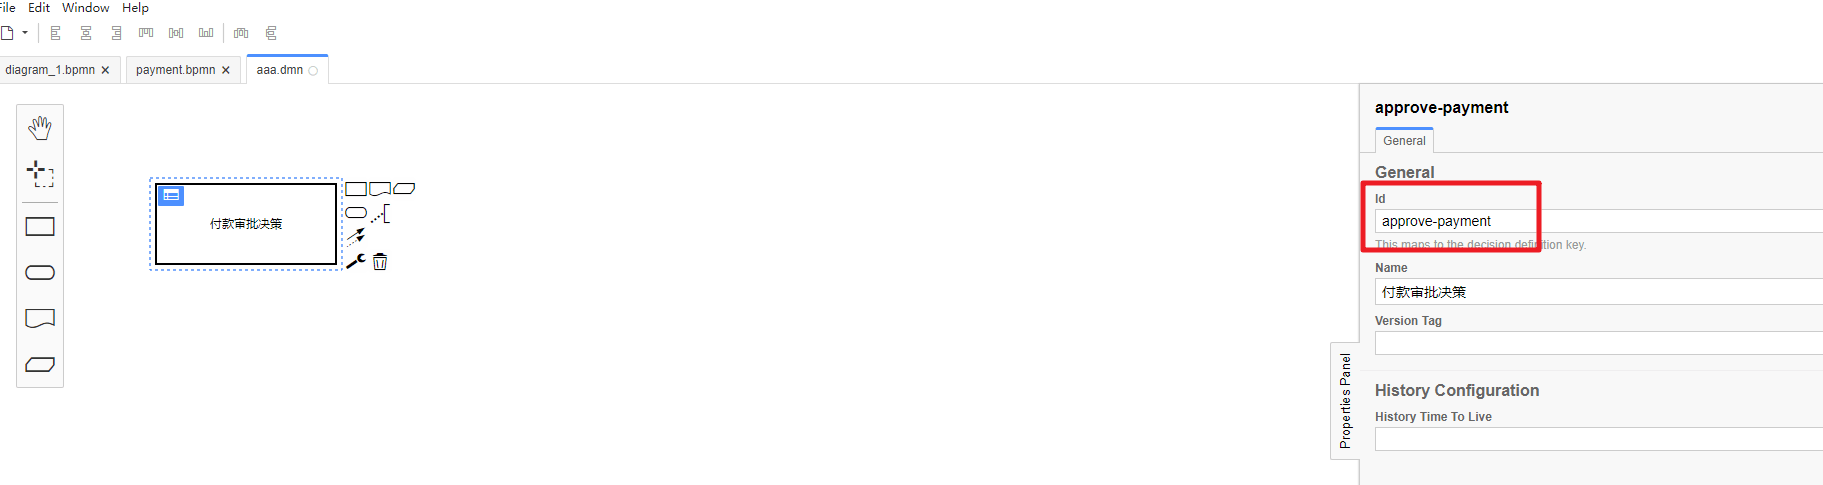 File Edit Window Help
diagram_1.bpmn payment.bpmn aaa.dmn
付款审批决策
Properties Panel
approve-payment
General
General
Id
approve-payment
This maps to the decision definition key.
Name
付款审批决策
Version Tag
History Configuration
History Time To Live